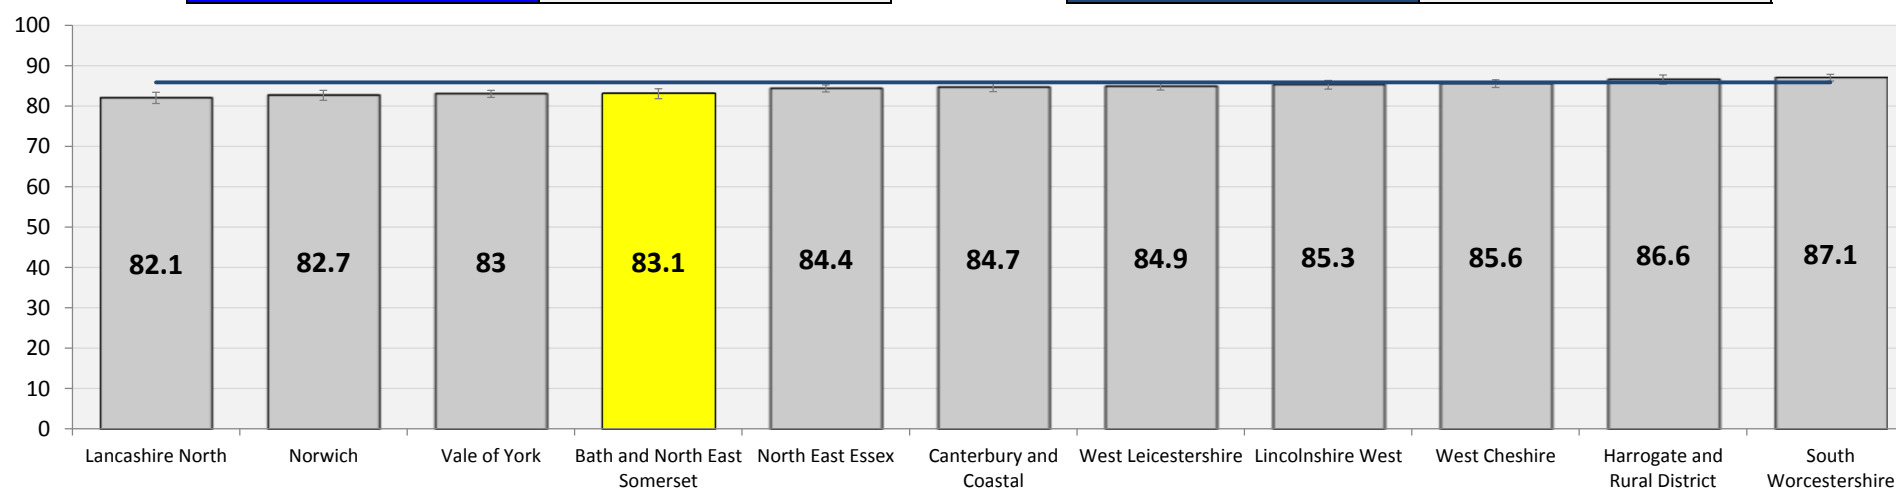 100
90
80
70
60
50
40
30
20
10
0
82.1
82.7
83
83.1
84.4
84.7
84.9
85.3
85.6
86.6
87.1
Lancashire North
Norwich
Vale of York
Bath and North East
Somerset
North East Essex
Canterbury and
Coastal
West Leicestershire
Lincolnshire West
West Cheshire
Harrogate and
Rural District
South
Worcestershire